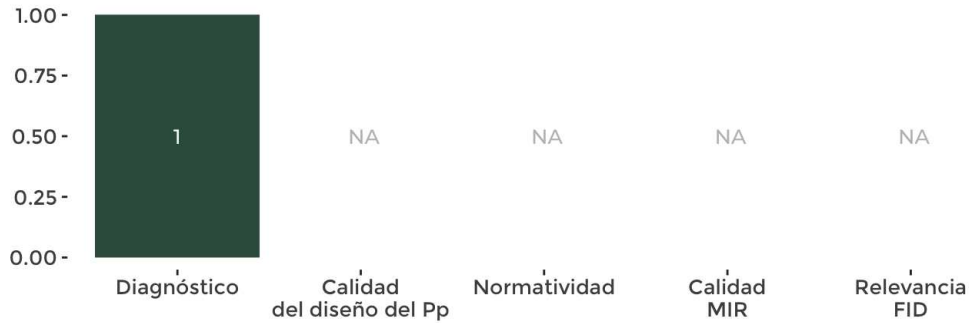 1.00
0.75
0.50
0.25
0.00
1
NA
NA
NA
NA
Diagnóstico
Calidad
del diseño del Pp
Normatividad
Calidad
MIR
Relevancia
FID